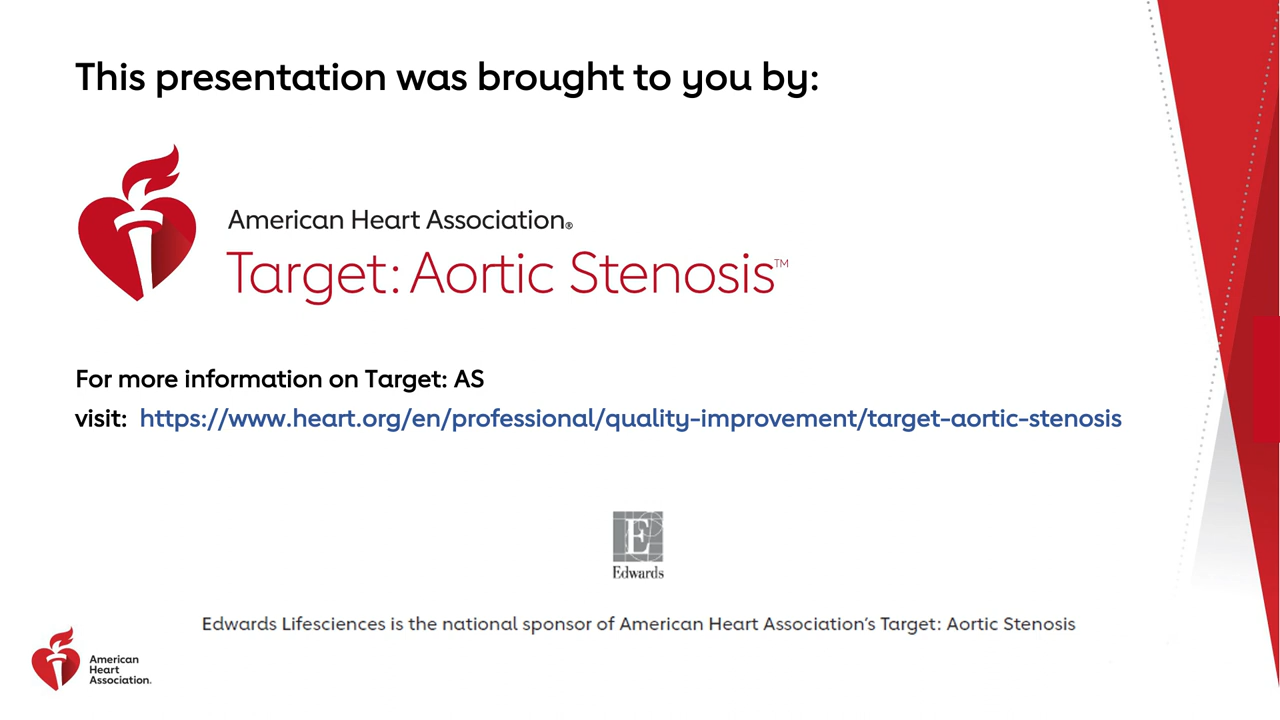 This presentation was brought to you by:
American Heart Association®
Target: Aortic Stenosis™
For more information on Target: AS
visit: https://www.heart.org/en/professional/quality-improvement/target-aortic-stenosis
E
Edwards
Edwards Lifesciences is the national sponsor of American Heart Association's Target: Aortic Stenosis
American
Heart
Association.